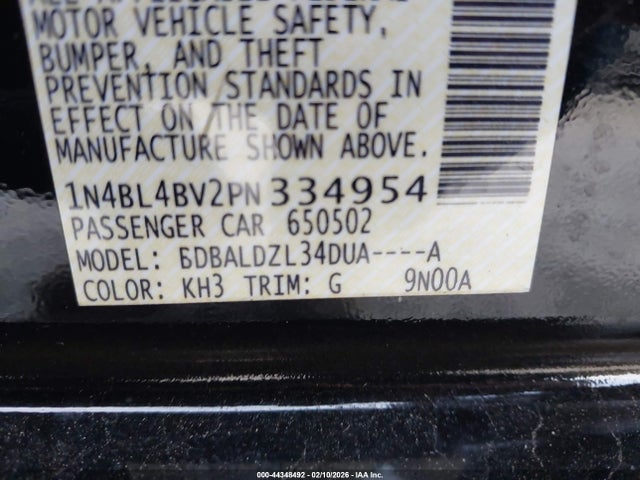 MOTOR VEHICLE SAFETY,
BUMPER, AND THEFT
PREVENTION STANDARDS IN
EFFECT ON THE DATE OF
MANUFACTURE SHOWN ABOVE.
1N4BL4BV2PN334954
PASSENGER CAR 650502
MODEL: BDBALDZL34DUA----A
COLOR: KH3 TRIM: G 9N00A
000-44348492 - 02/10/2026 - IAA Inc.